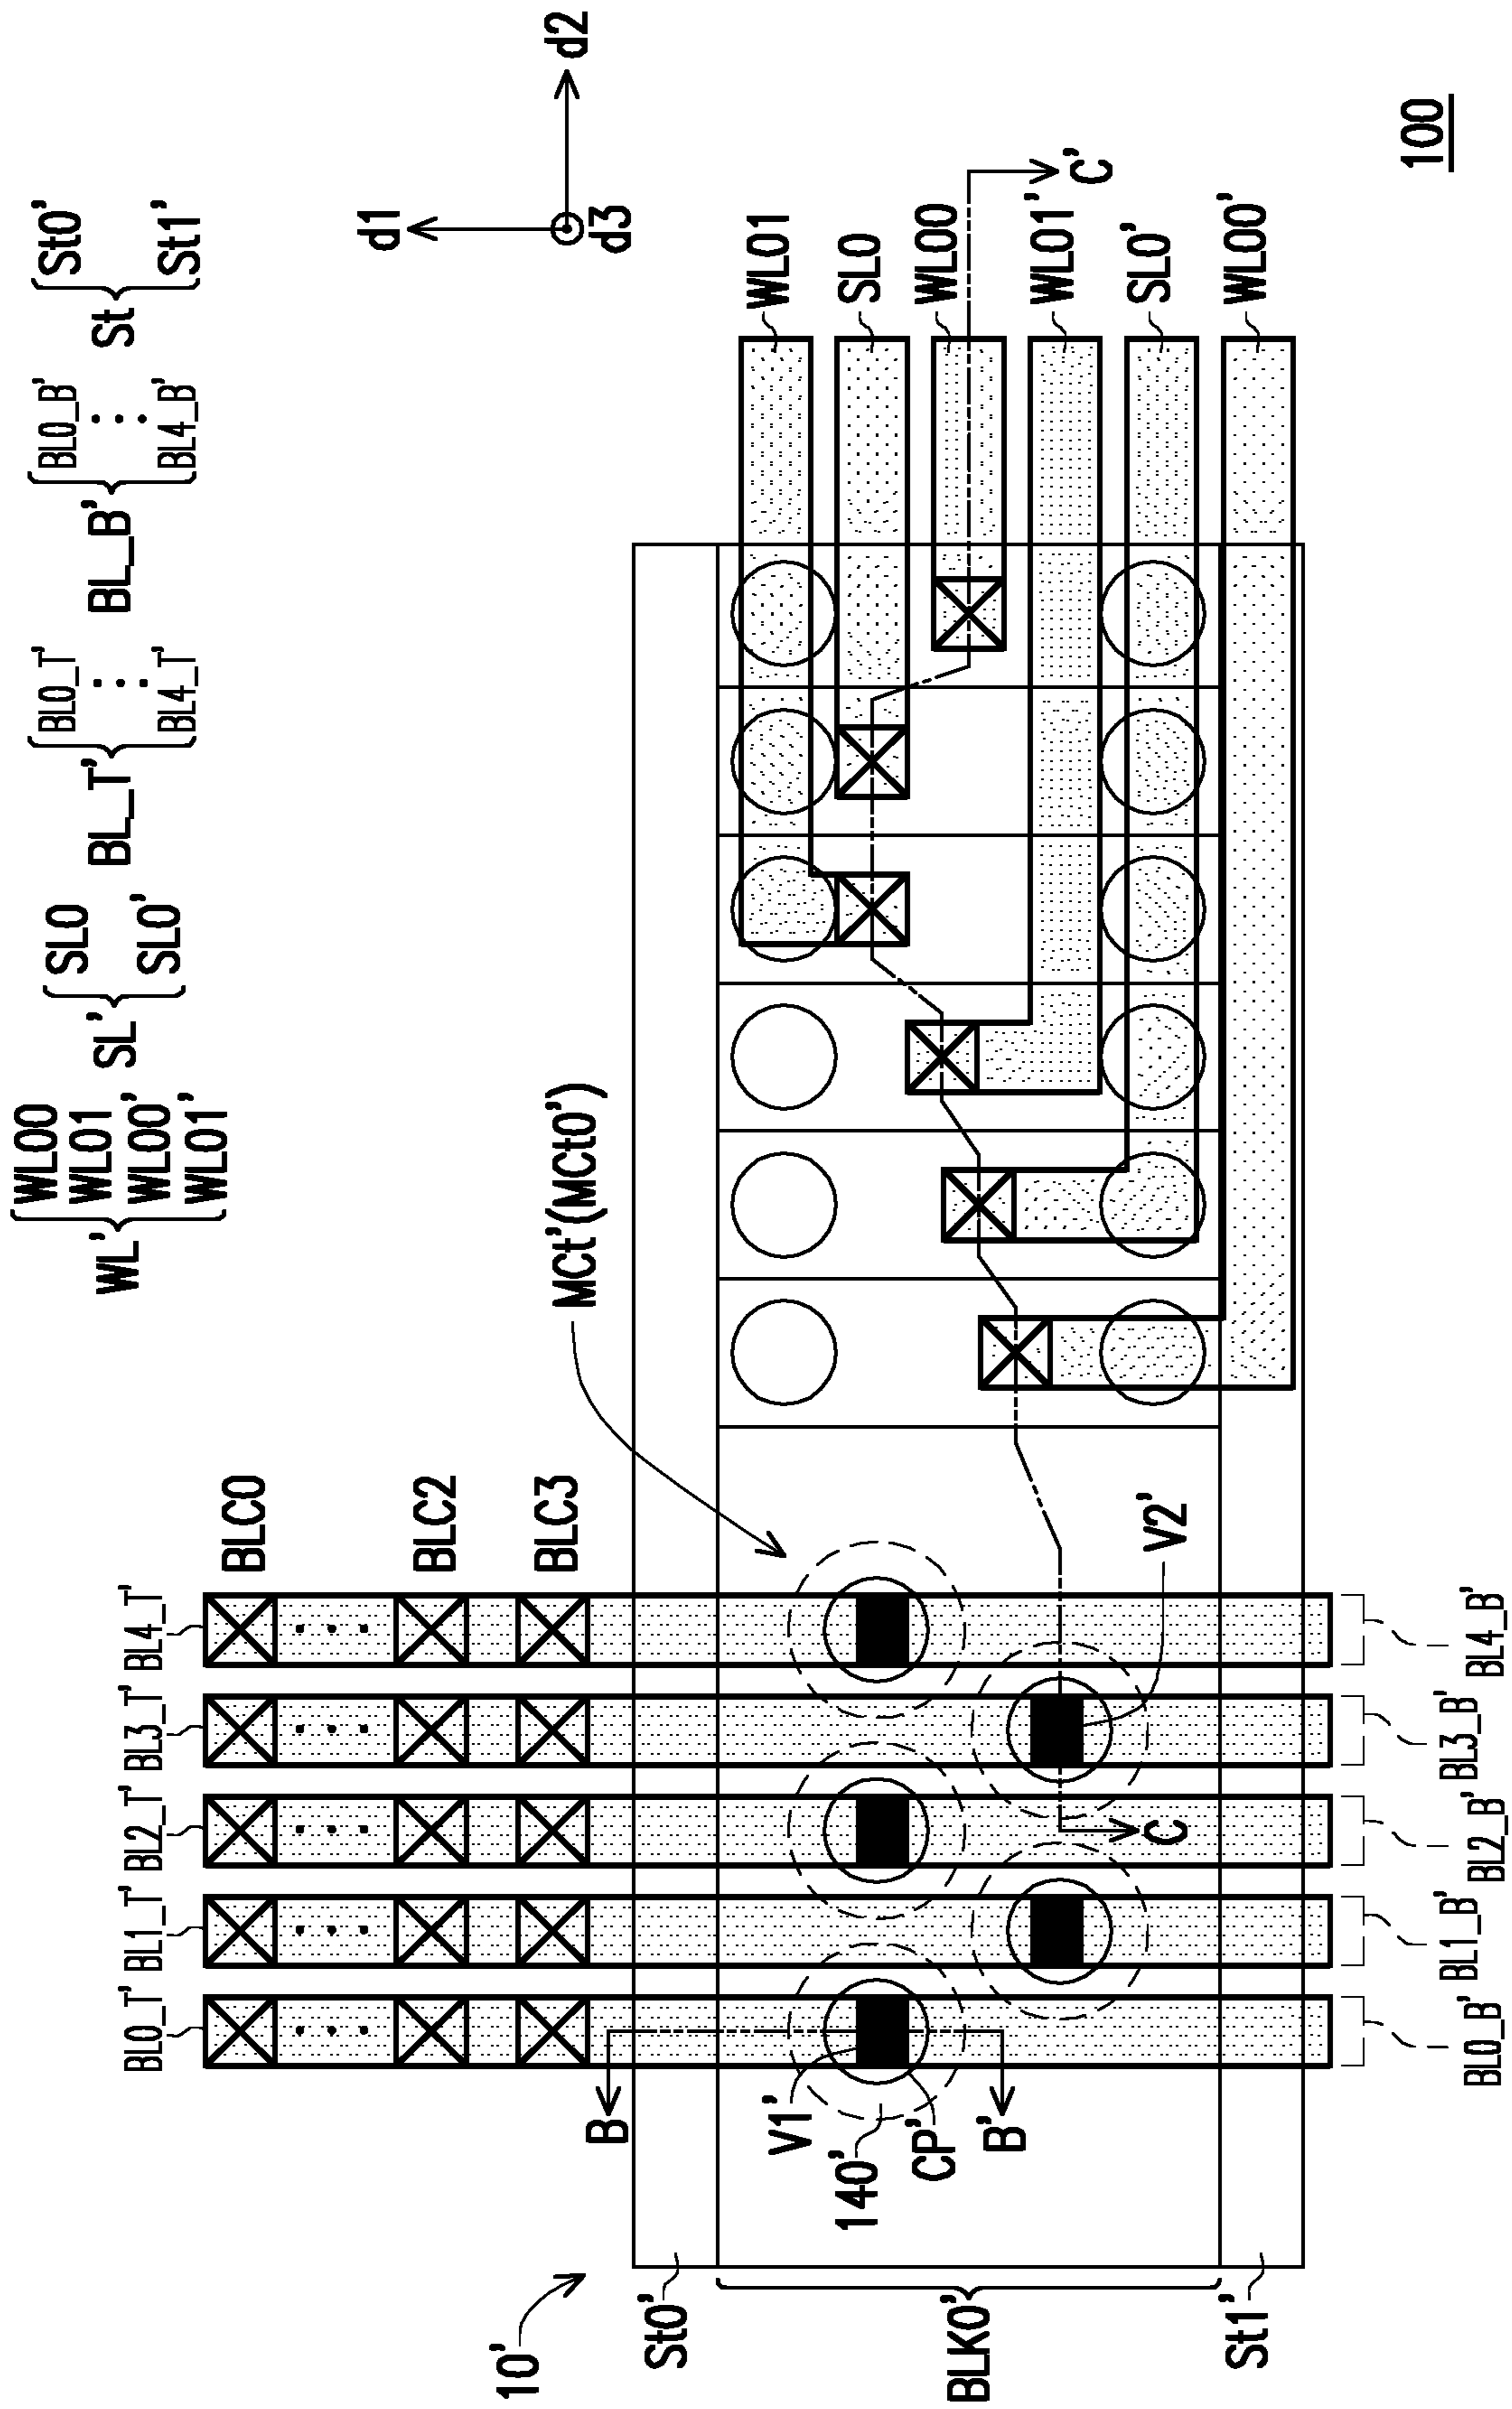 WL' { WL00
WL01
WL00'
WL01'
SL' { SL0
SL0'
BL_T' { BL0_T'
BL4_T'
BL_B' { BL0_B'
BL4_B'
St { St0'
St1'
d1
d2
d3
100
10'
BL0_T'
BL1_T'
BL2_T'
BL3_T'
BL4_T'
BLC0
BLC2
BLC3
MCt'(MCt0')
WL01
SL0
WL00
WL01'
SL0'
WL00'
C'
St0'
BLK0'
St1'
B
V1'
140'
CP'
B'
C
V2'
BL0_B'
BL1_B'
BL2_B'
BL3_B'
BL4_B'